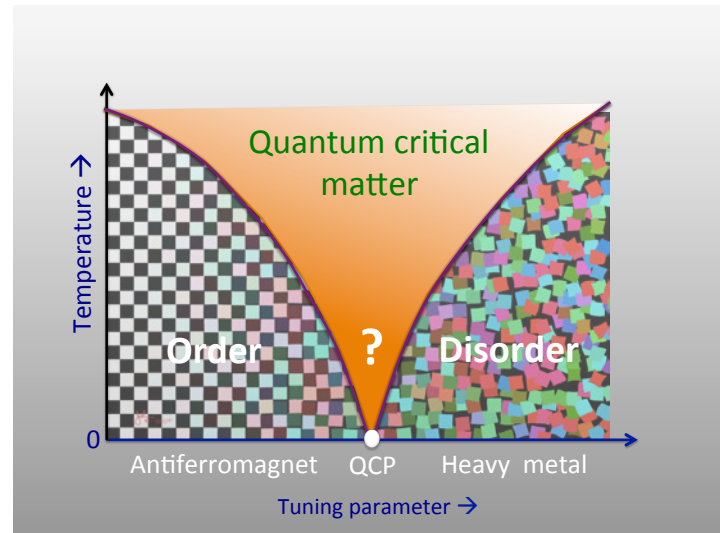 Quantum critical
matter
Temperature →
Order
?
Disorder
0
Antiferromagnet QCP Heavy metal
Tuning parameter →